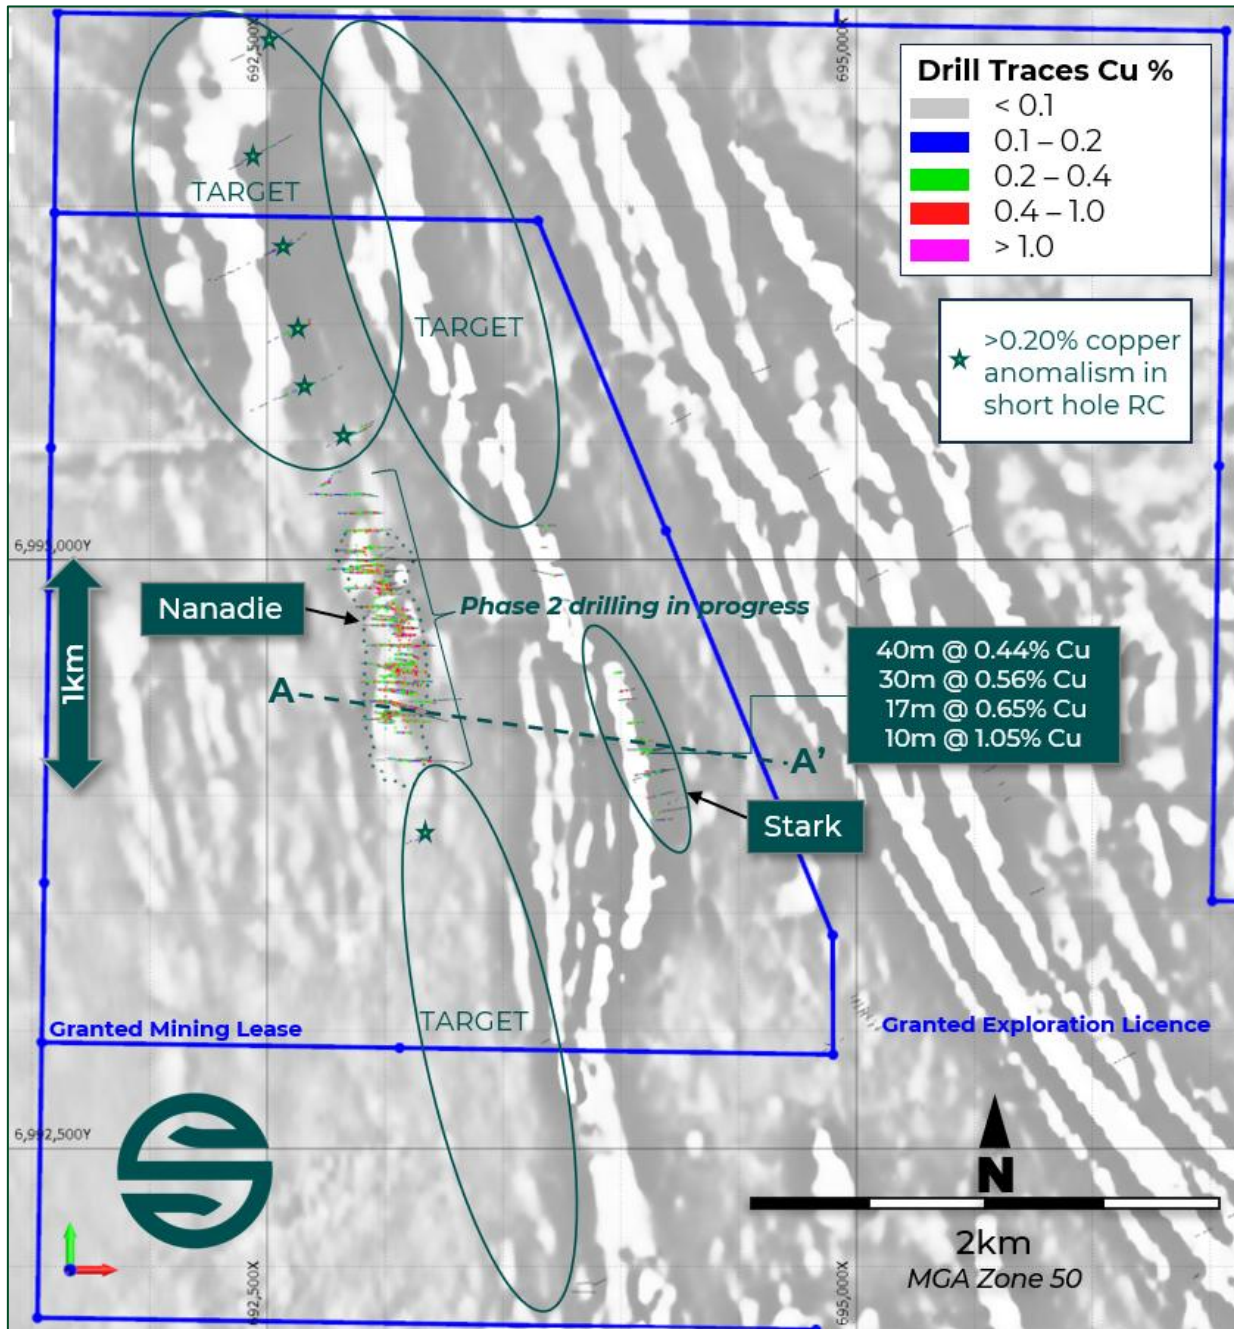 692,500X
695,000X
Drill Traces Cu %
< 0.1
0.1 – 0.2
0.2 – 0.4
0.4 – 1.0
> 1.0
TARGET
>0.20% copper
anomalism in
short hole RC
TARGET
6,995,000Y
Nanadie
Phase 2 drilling in progress
1km
40m @ 0.44% Cu
30m @ 0.56% Cu
17m @ 0.65% Cu
10m @ 1.05% Cu
A
A'
Stark
TARGET
Granted Mining Lease
Granted Exploration Licence
6,992,500Y
N
2km
MGA Zone 50
692,500X
695,000X